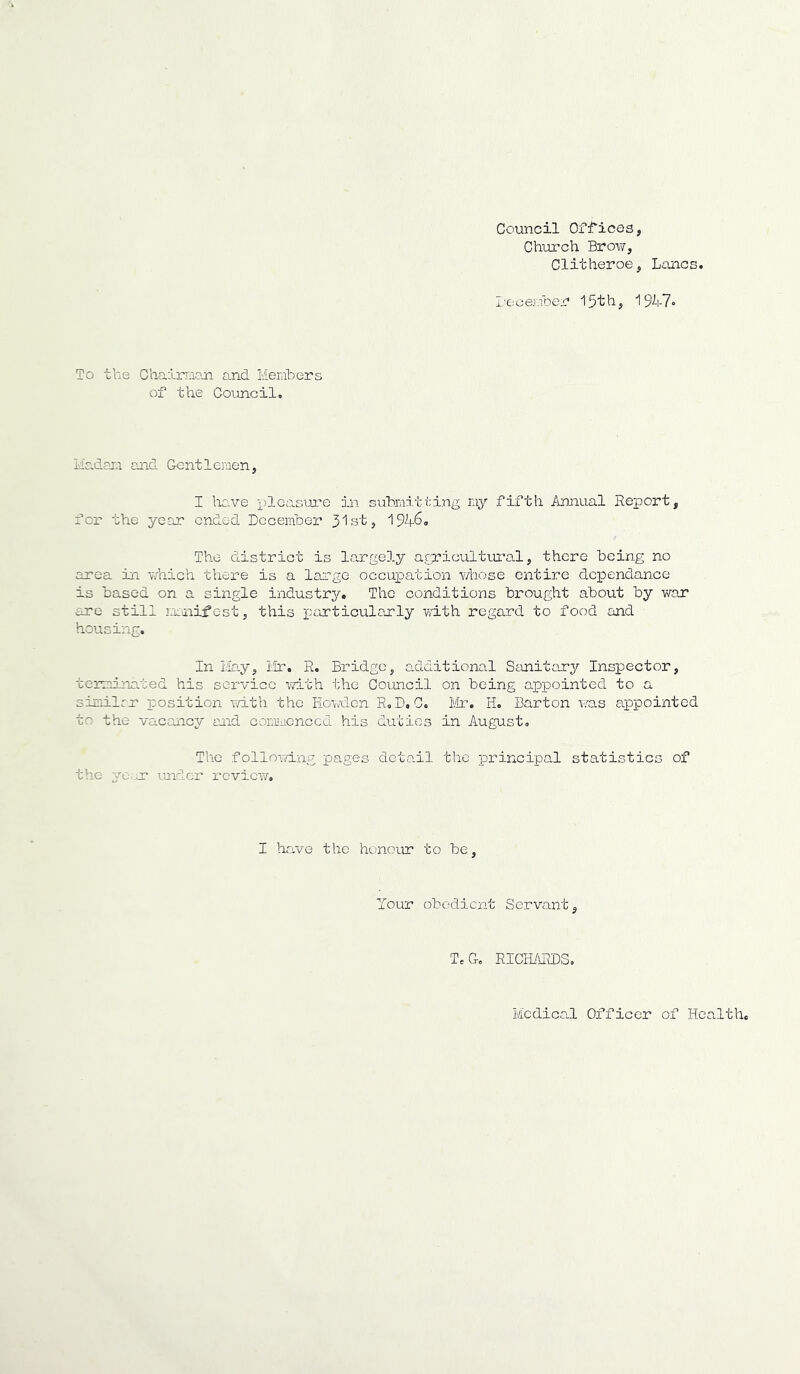 Council Offices,
Church Brow,
Clitheroe, Lancs.
December 15th, 1947.
To the Chairman and Members
of the Council.
Madam and Gentlemen,
I have pleasure in submitting my fifth Annual Report,
for the year ended December 31st, 1946.
The district is largely agricultural, there being no
area in which there is a large occupation whose entire dependance
is based on a single industry. The conditions brought about by war
are still manifest, this particularly with regard to food and
housing.
In May, Mr. R. Bridge, additional Sanitary Inspector,
terminated his service with the Council on being appointed to a
similar position with the Howden R.D.C. Mr. H. Barton was appointed
to the vacancy and commenced his duties in August.
The following pages detail the principal statistics of
the year under review.
I have the honour to be,
Your obedient Servant,
T. G. RICHARDS.
Medical Officer of Health.